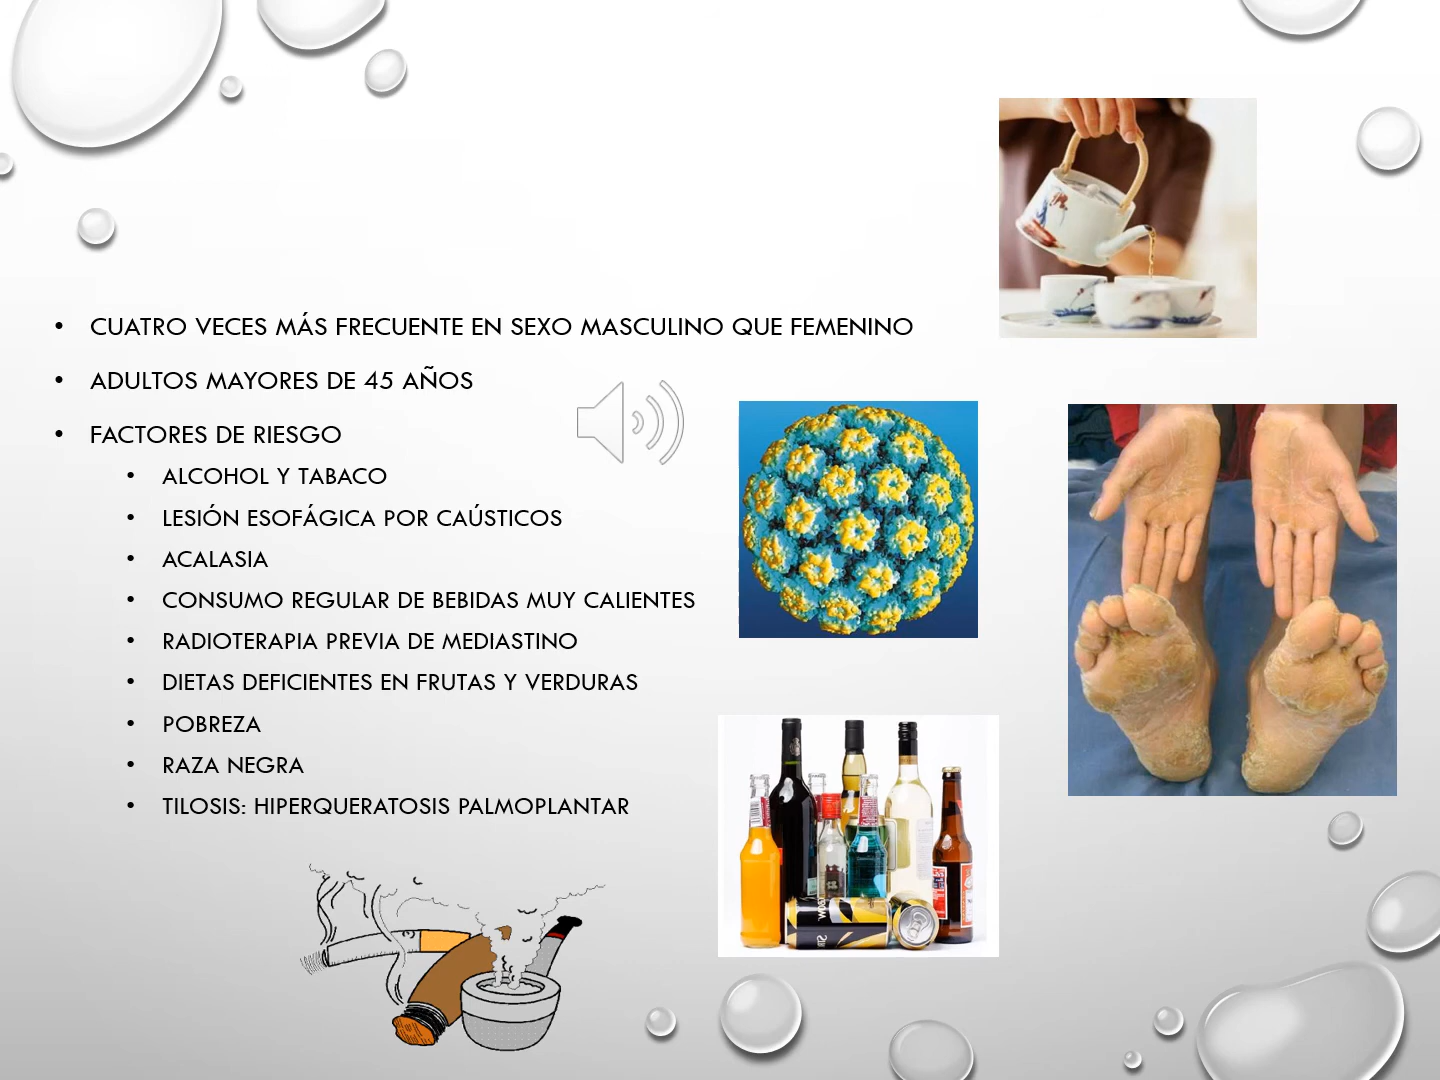 • CUATRO VECES MÁS FRECUENTE EN SEXO MASCULINO QUE FEMENINO
• ADULTOS MAYORES DE 45 AÑOS
• FACTORES DE RIESGO
• ALCOHOL Y TABACO
• LESIÓN ESOFÁGICA POR CAÚSTICOS
• ACALASIA
• CONSUMO REGULAR DE BEBIDAS MUY CALIENTES
• RADIOTERAPIA PREVIA DE MEDIASTINO
• DIETAS DEFICIENTES EN FRUTAS Y VERDURAS
• POBREZA
• RAZA NEGRA
• TILOSIS: HIPERQUERATOSIS PALMOPLANTAR